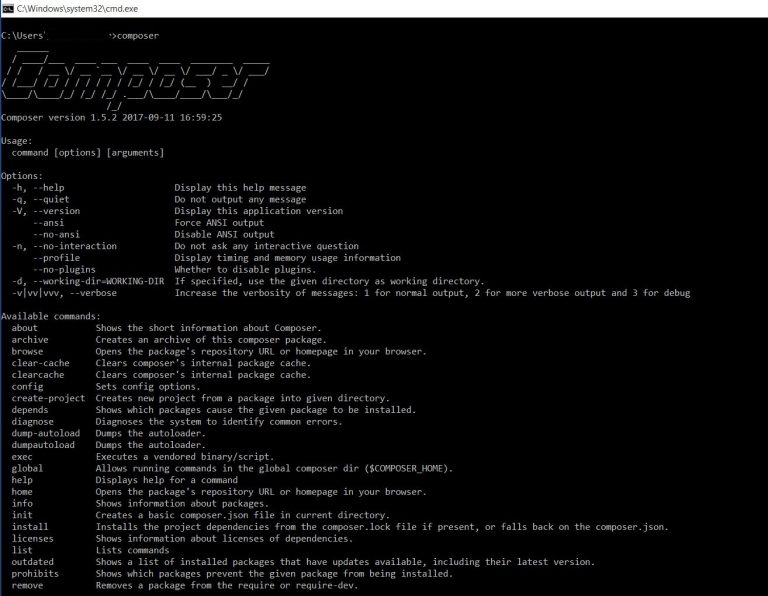 C:\Windows\system32\cmd.exe
C:\Users' >composer
Composer
Composer version 1.5.2 2017-09-11 16:59:25
Usage:
command [options] [arguments]
Options:
-h, --help Display this help message
-q, --quiet Do not output any message
-V, --version Display this application version
--ansi Force ANSI output
--no-ansi Disable ANSI output
-n, --no-interaction Do not ask any interactive question
--profile Display timing and memory usage information
--no-plugins Whether to disable plugins.
-d, --working-dir=WORKING-DIR If specified, use the given directory as working directory.
-v|vv|vvv, --verbose Increase the verbosity of messages: 1 for normal output, 2 for more verbose output and 3 for debug
Available commands:
about Shows the short information about Composer.
archive Creates an archive of this composer package.
browse Opens the package's repository URL or homepage in your browser.
clear-cache Clears composer's internal package cache.
clearcache Clears composer's internal package cache.
config Sets config options.
create-project Creates new project from a package into given directory.
depends Shows which packages cause the given package to be installed.
diagnose Diagnoses the system to identify common errors.
dump-autoload Dumps the autoloader.
dumpautoload Dumps the autoloader.
exec Executes a vendored binary/script.
global Allows running commands in the global composer dir ($COMPOSER_HOME).
help Displays help for a command
home Opens the package's repository URL or homepage in your browser.
info Shows information about packages.
init Creates a basic composer.json file in current directory.
install Installs the project dependencies from the composer.lock file if present, or falls back on the composer.json.
licenses Shows information about licenses of dependencies.
list Lists commands
outdated Shows a list of installed packages that have updates available, including their latest version.
prohibits Shows which packages prevent the given package from being installed.
remove Removes a package from the require or require-dev.